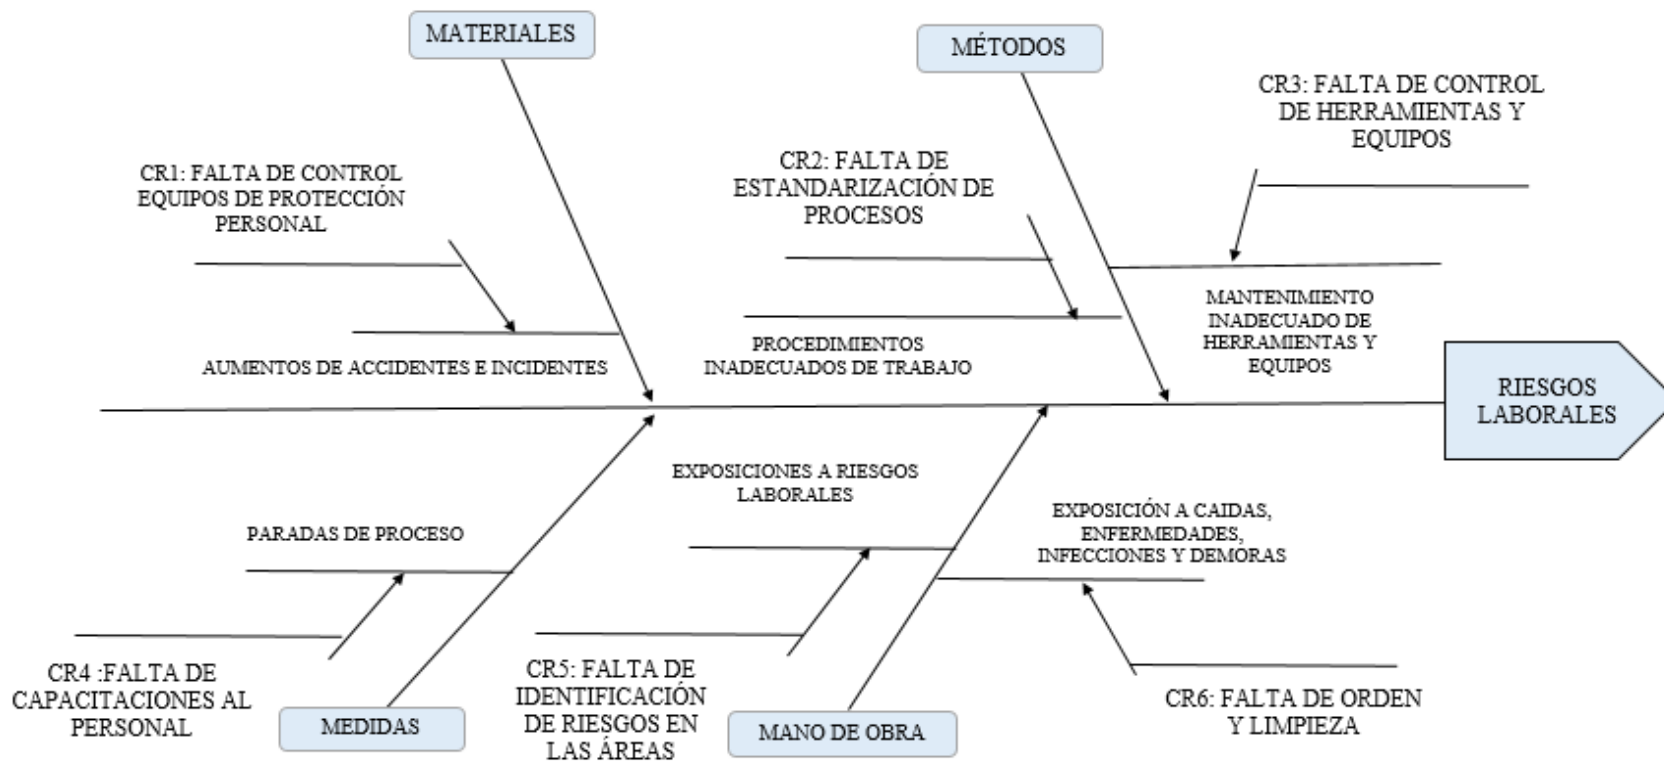 MATERIALES
MÉTODOS
CR3: FALTA DE CONTROL
DE HERRAMIENTAS Y
EQUIPOS
CR1: FALTA DE CONTROL
EQUIPOS DE PROTECCIÓN
PERSONAL
CR2: FALTA DE
ESTANDARIZACIÓN DE
PROCESOS
AUMENTOS DE ACCIDENTES E INCIDENTES
PROCEDIMIENTOS
INADECUADOS DE TRABAJO
MANTENIMIENTO
INADECUADO DE
HERRAMIENTAS Y
EQUIPOS
RIESGOS
LABORALES
PARADAS DE PROCESO
EXPOSICIONES A RIESGOS
LABORALES
EXPOSICIÓN A CAIDAS,
ENFERMEDADES,
INFECCIONES Y DEMORAS
CR4 :FALTA DE
CAPACITACIONES AL
PERSONAL
MEDIDAS
CR5: FALTA DE
IDENTIFICACIÓN
DE RIESGOS EN
LAS ÁREAS
MANO DE OBRA
CR6: FALTA DE ORDEN
Y LIMPIEZA